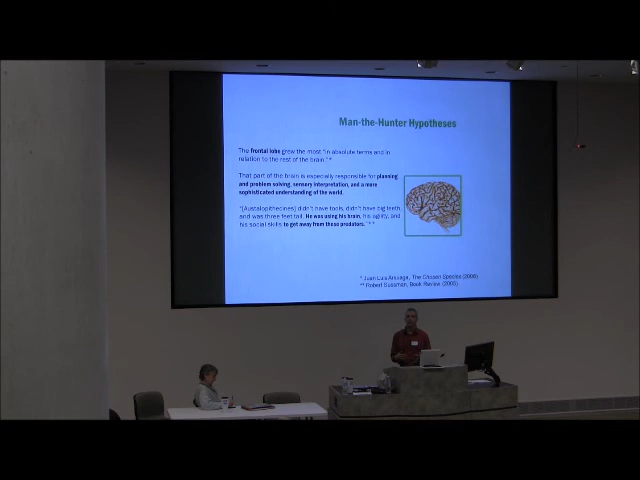 Man-the-Hunter Hypotheses
The frontal lobe grew the most "in absolute terms and in
relation to the rest of the brain."*
That part of the brain is especially responsible for planning
and problem solving, sensory interpretation, and a more
sophisticated understanding of the world.
"[Australopithecines] didn't have tools, didn't have big teeth,
and was three feet tall. He was using his brain, his agility, and
his social skills to get away from these predators."**
* Juan Luis Arsuaga, The Chosen Species (2006)
** Robert Sussman, Book Review (2005)